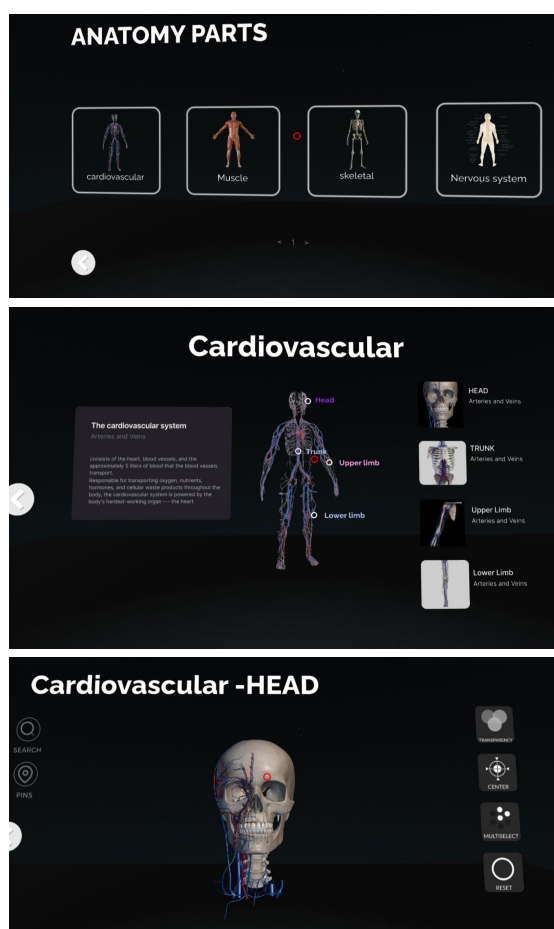 ANATOMY PARTS
cardiovascular
Muscle
skeletal
Nervous system
< 1 >
Cardiovascular
The cardiovascular system
Arteries and Veins
consists of the heart, blood vessels, and the
approximately 5 liters of blood that the blood vessels
transport.
Responsible for transporting oxygen, nutrients,
hormones, and cellular waste products throughout the
body, the cardiovascular system is powered by the
body's hardest-working organ — the heart
Head
Trunk
Upper limb
Lower limb
HEAD
Arteries and Veins
TRUNK
Arteries and Veins
Upper Limb
Arteries and Veins
Lower Limb
Arteries and Veins
Cardiovascular -HEAD
SEARCH
PINS
TRANSPARENCY
CENTER
MULTISELECT
RESET